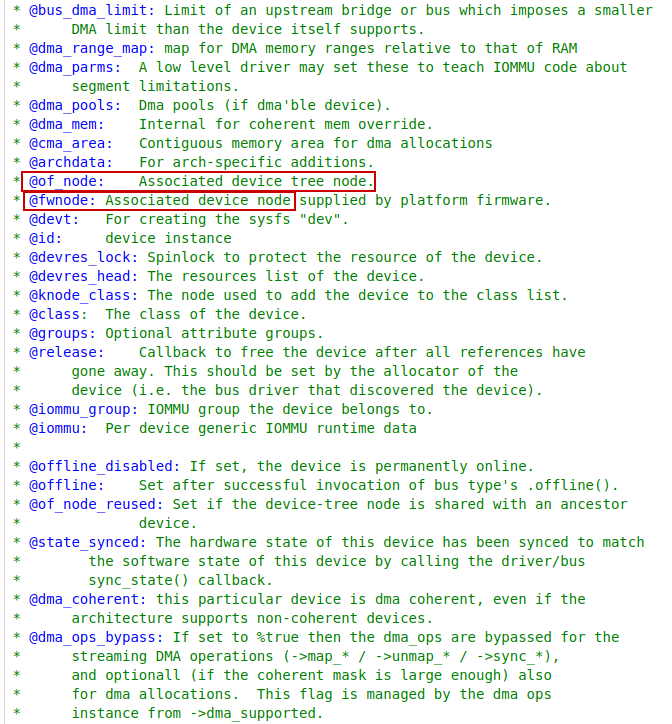 * @bus_dma_limit: Limit of an upstream bridge or bus which imposes a smaller
* DMA limit than the device itself supports.
* @dma_range_map: map for DMA memory ranges relative to that of RAM
* @dma_parms: A low level driver may set these to teach IOMMU code about
* segment limitations.
* @dma_pools: Dma pools (if dma'ble device).
* @dma_mem: Internal for coherent mem override.
* @cma_area: Contiguous memory area for dma allocations
* @archdata: For arch-specific additions.
* @of_node: Associated device tree node.
* @fwnode: Associated device node supplied by platform firmware.
* @devt: For creating the sysfs "dev".
* @id: device instance
* @devres_lock: Spinlock to protect the resource of the device.
* @devres_head: The resources list of the device.
* @knode_class: The node used to add the device to the class list.
* @class: The class of the device.
* @groups: Optional attribute groups.
* @release: Callback to free the device after all references have
* gone away. This should be set by the allocator of the
* device (i.e. the bus driver that discovered the device).
* @iommu_group: IOMMU group the device belongs to.
* @iommu: Per device generic IOMMU runtime data
*
* @offline_disabled: If set, the device is permanently online.
* @offline: Set after successful invocation of bus type's .offline().
* @of_node_reused: Set if the device-tree node is shared with an ancestor
* device.
* @state_synced: The hardware state of this device has been synced to match
* the software state of this device by calling the driver/bus
* sync_state() callback.
* @dma_coherent: this particular device is dma coherent, even if the
* architecture supports non-coherent devices.
* @dma_ops_bypass: If set to %true then the dma_ops are bypassed for the
* streaming DMA operations (->map_* / ->unmap_* / ->sync_*),
* and optionall (if the coherent mask is large enough) also
* for dma allocations. This flag is managed by the dma ops
* instance from ->dma_supported.